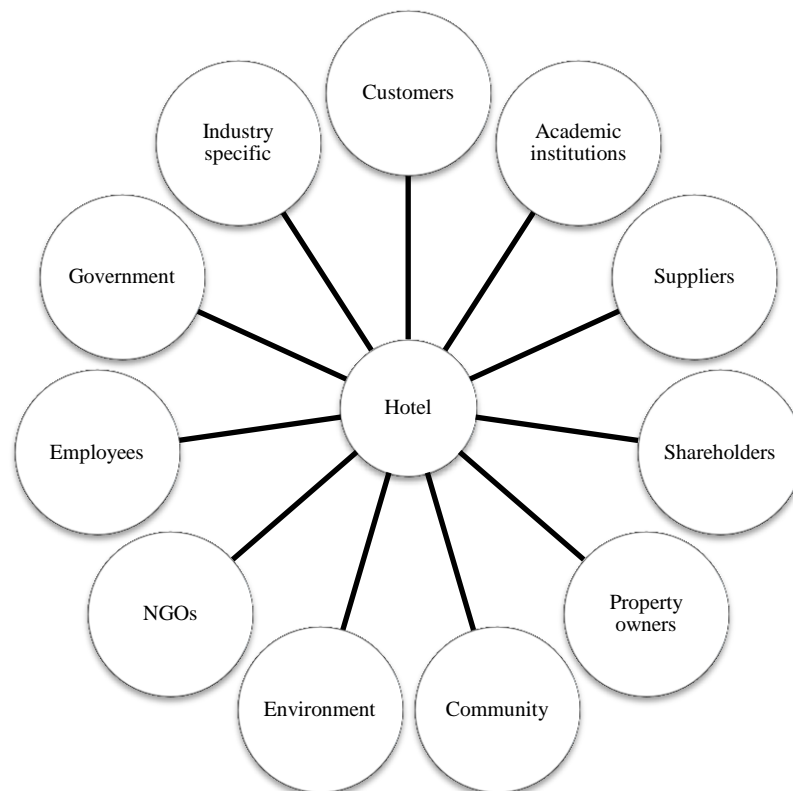 Customers
Industry
specific
Academic
institutions
Government
Suppliers
Hotel
Employees
Shareholders
NGOs
Property
owners
Environment
Community